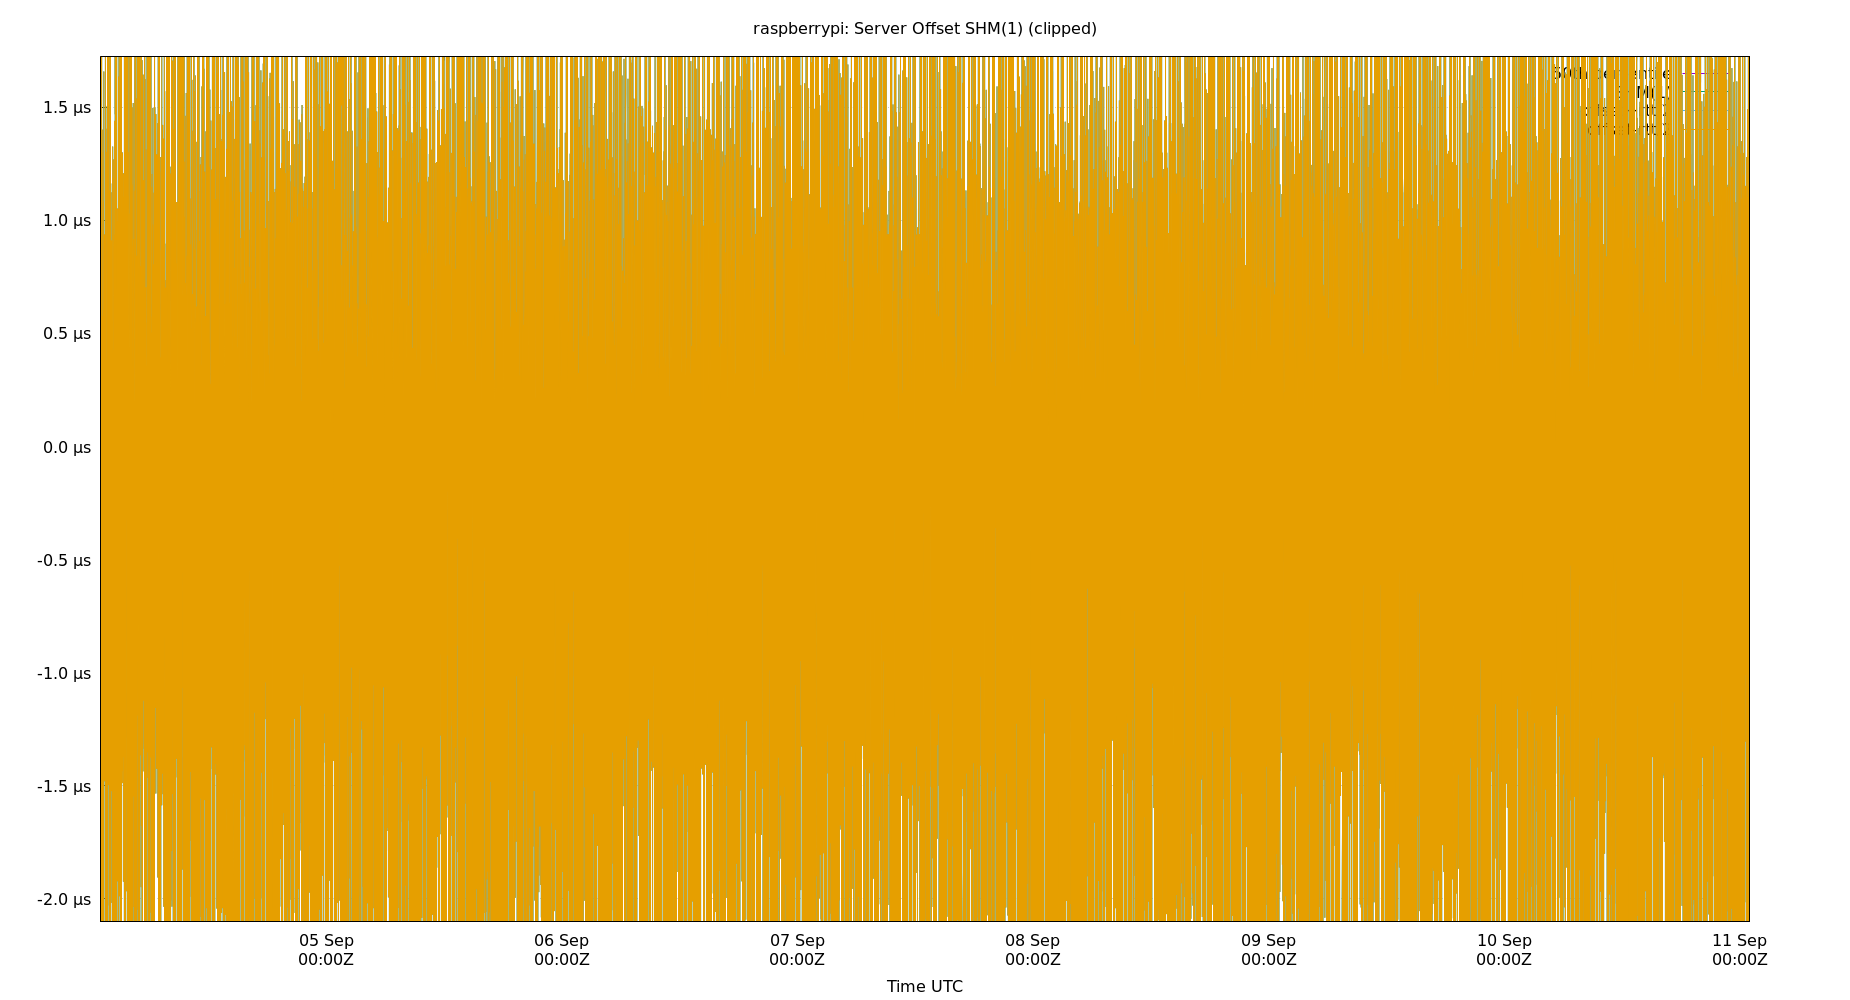 raspberrypi: Server Offset SHM(1) (clipped)
1.5 µs
1.0 µs
0.5 µs
0.0 µs
-0.5 µs
-1.0 µs
-1.5 µs
-2.0 µs
05 Sep 06 Sep 07 Sep 08 Sep 09 Sep 10 Sep 11 Sep
00:00Z 00:00Z 00:00Z 00:00Z 00:00Z 00:00Z 00:00Z
Time UTC